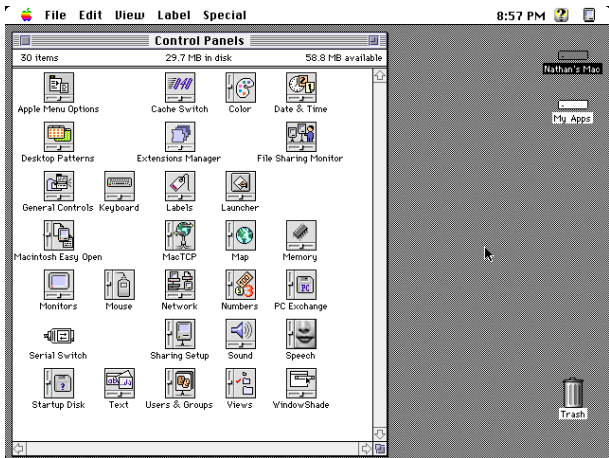 File Edit View Label Special 8:57 PM
Control Panels
30 items 29.7 MB in disk 58.8 MB available
Nathan's Mac
Apple Menu Options Cache Switch Color Date & Time
My Apps
Desktop Patterns Extensions Manager File Sharing Monitor
General Controls Keyboard Labels Launcher
Macintosh Easy Open MacTCP Map Memory
Monitors Mouse Network Numbers PC Exchange
Serial Switch Sharing Setup Sound Speech
Startup Disk Text Users & Groups Views WindowShade
Trash